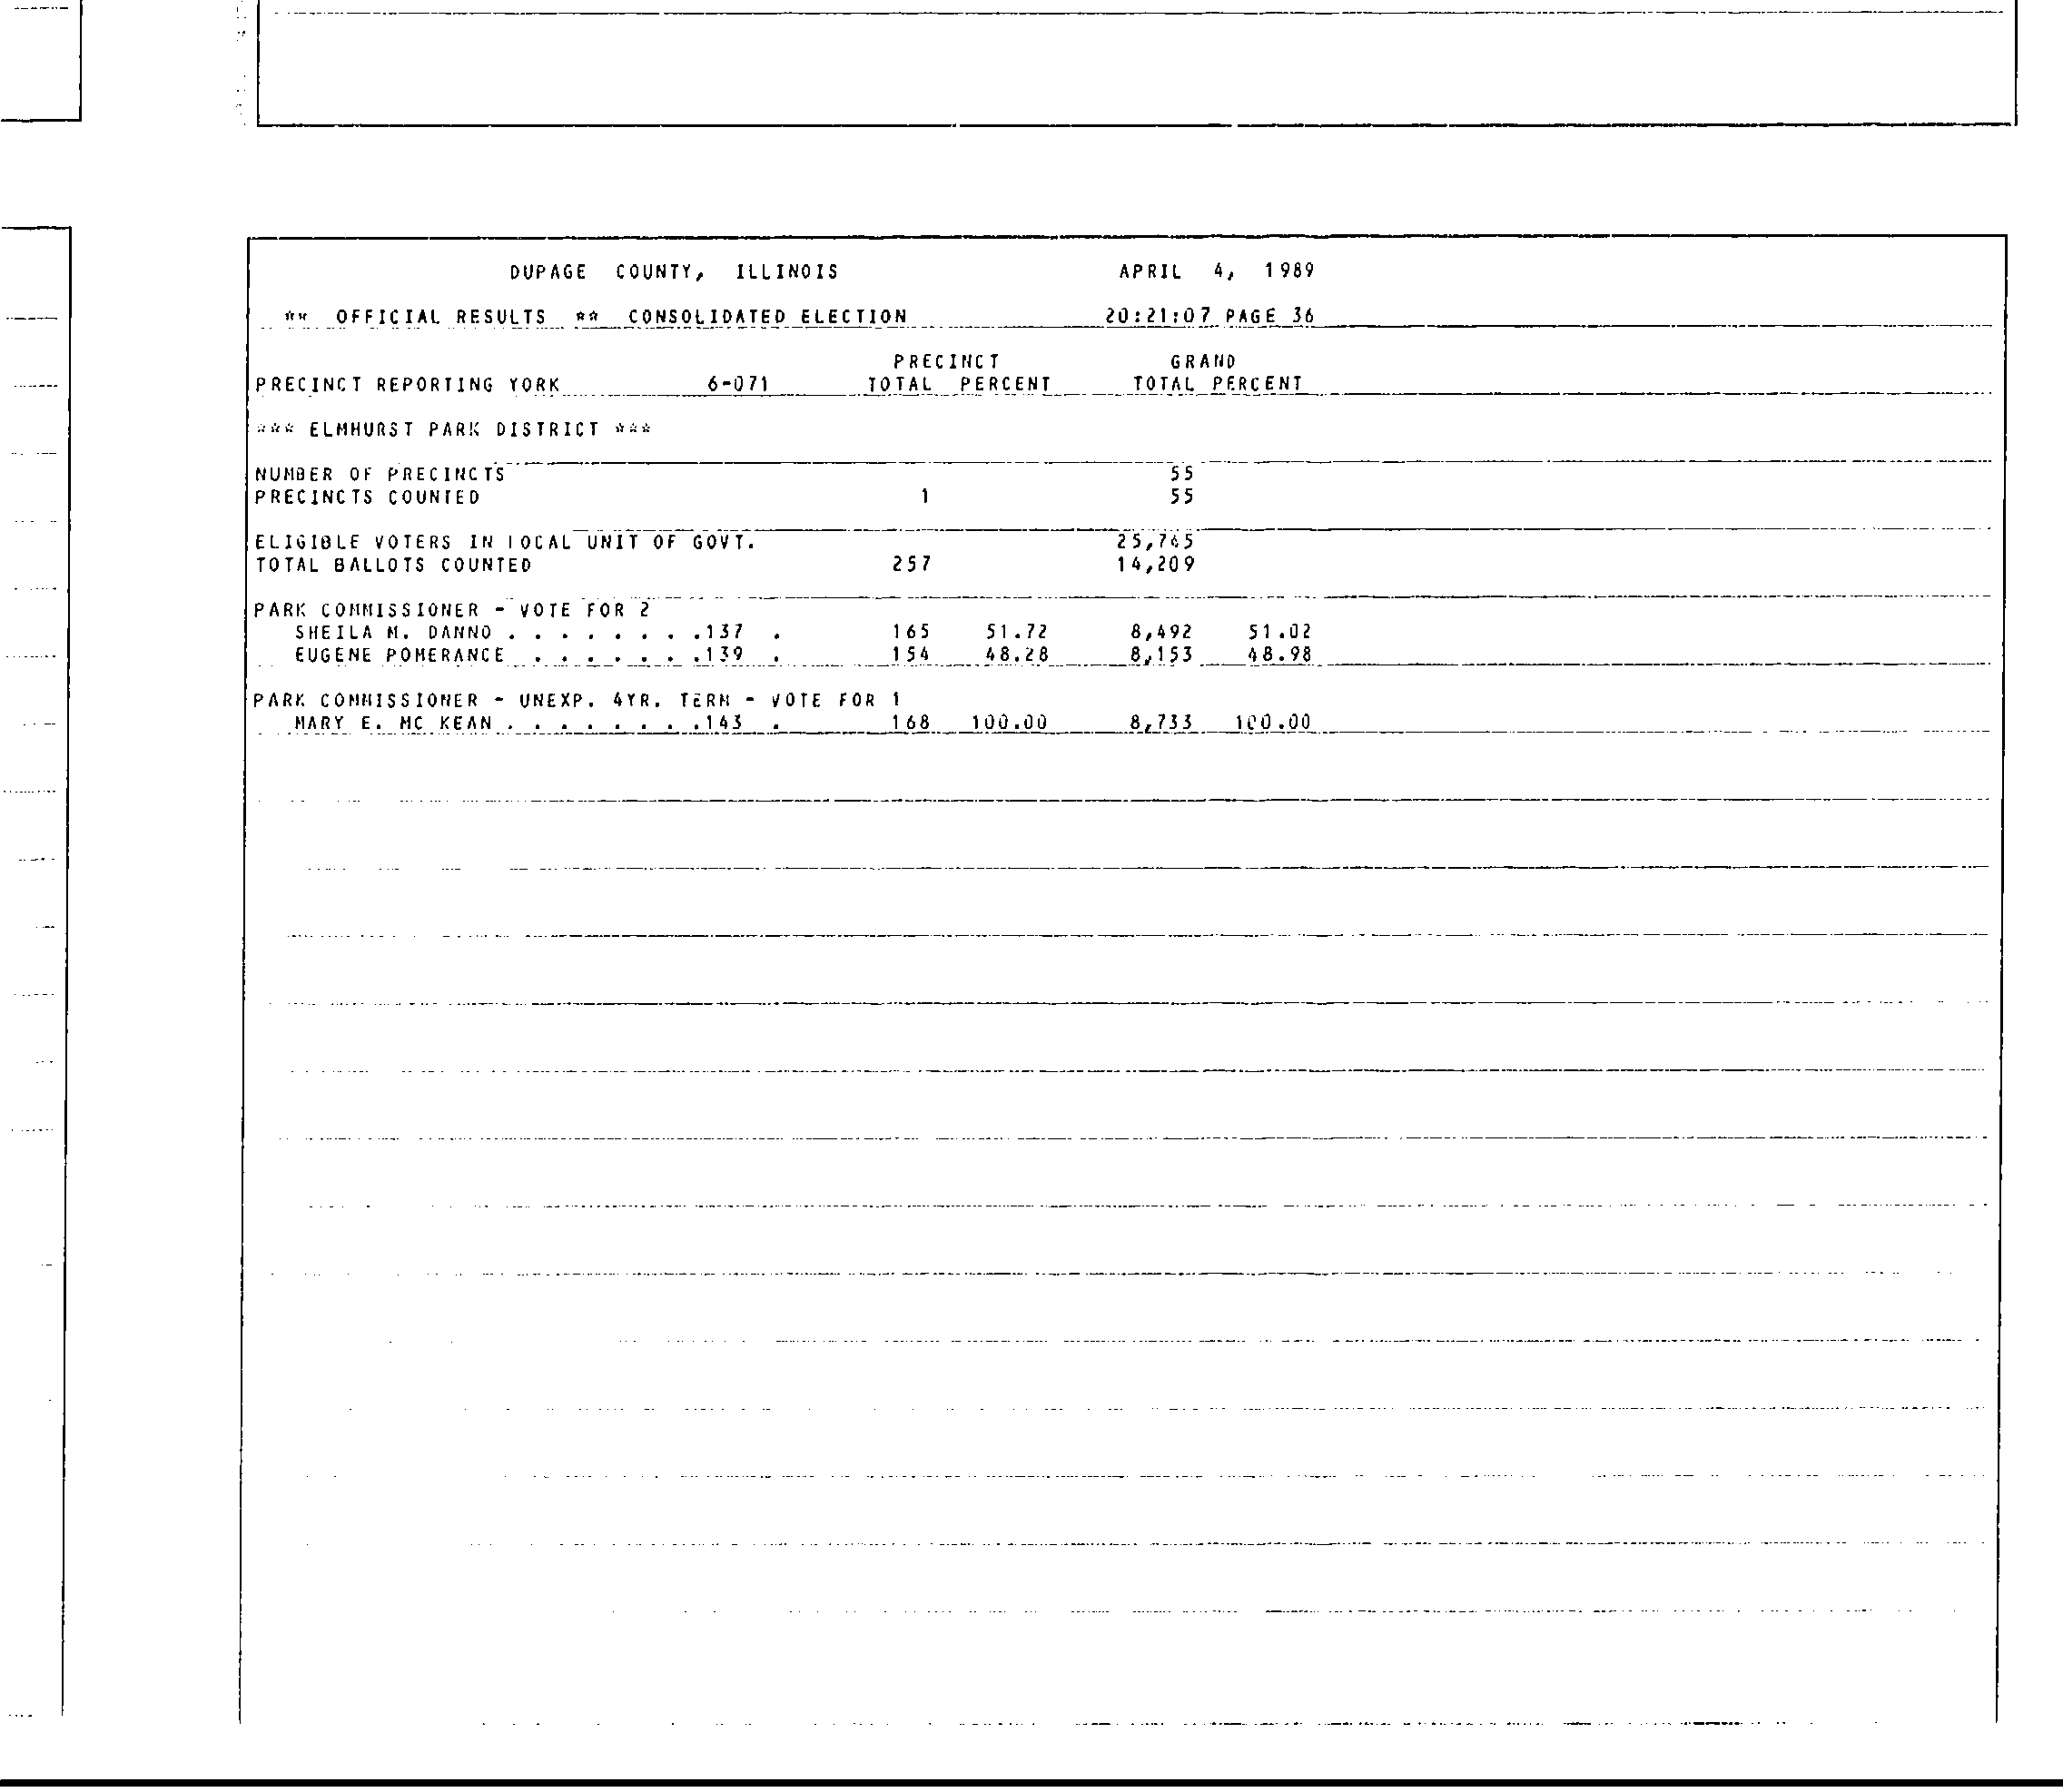 DUPAGE COUNTY, ILLINOIS APRIL 4, 1989
** OFFICIAL RESULTS ** CONSOLIDATED ELECTION 20:21:07 PAGE 36
PRECINCT GRAND
PRECINCT REPORTING YORK 6-071 TOTAL PERCENT TOTAL PERCENT
*** ELMHURST PARK DISTRICT ***
NUMBER OF PRECINCTS 55
PRECINCTS COUNTED 1 55
ELIGIBLE VOTERS IN LOCAL UNIT OF GOVT. 25,765
TOTAL BALLOTS COUNTED 257 14,209
PARK COMMISSIONER - VOTE FOR 2
SHEILA M. DANNO . . . . . . . .137 . 165 51.72 8,492 51.02
EUGENE POMERANCE . . . . . . .139 . 154 48.28 8,153 48.98
PARK COMMISSIONER - UNEXP. 4YR. TERM - VOTE FOR 1
MARY E. MC KEAN . . . . . . . .143 . 168 100.00 8,733 100.00